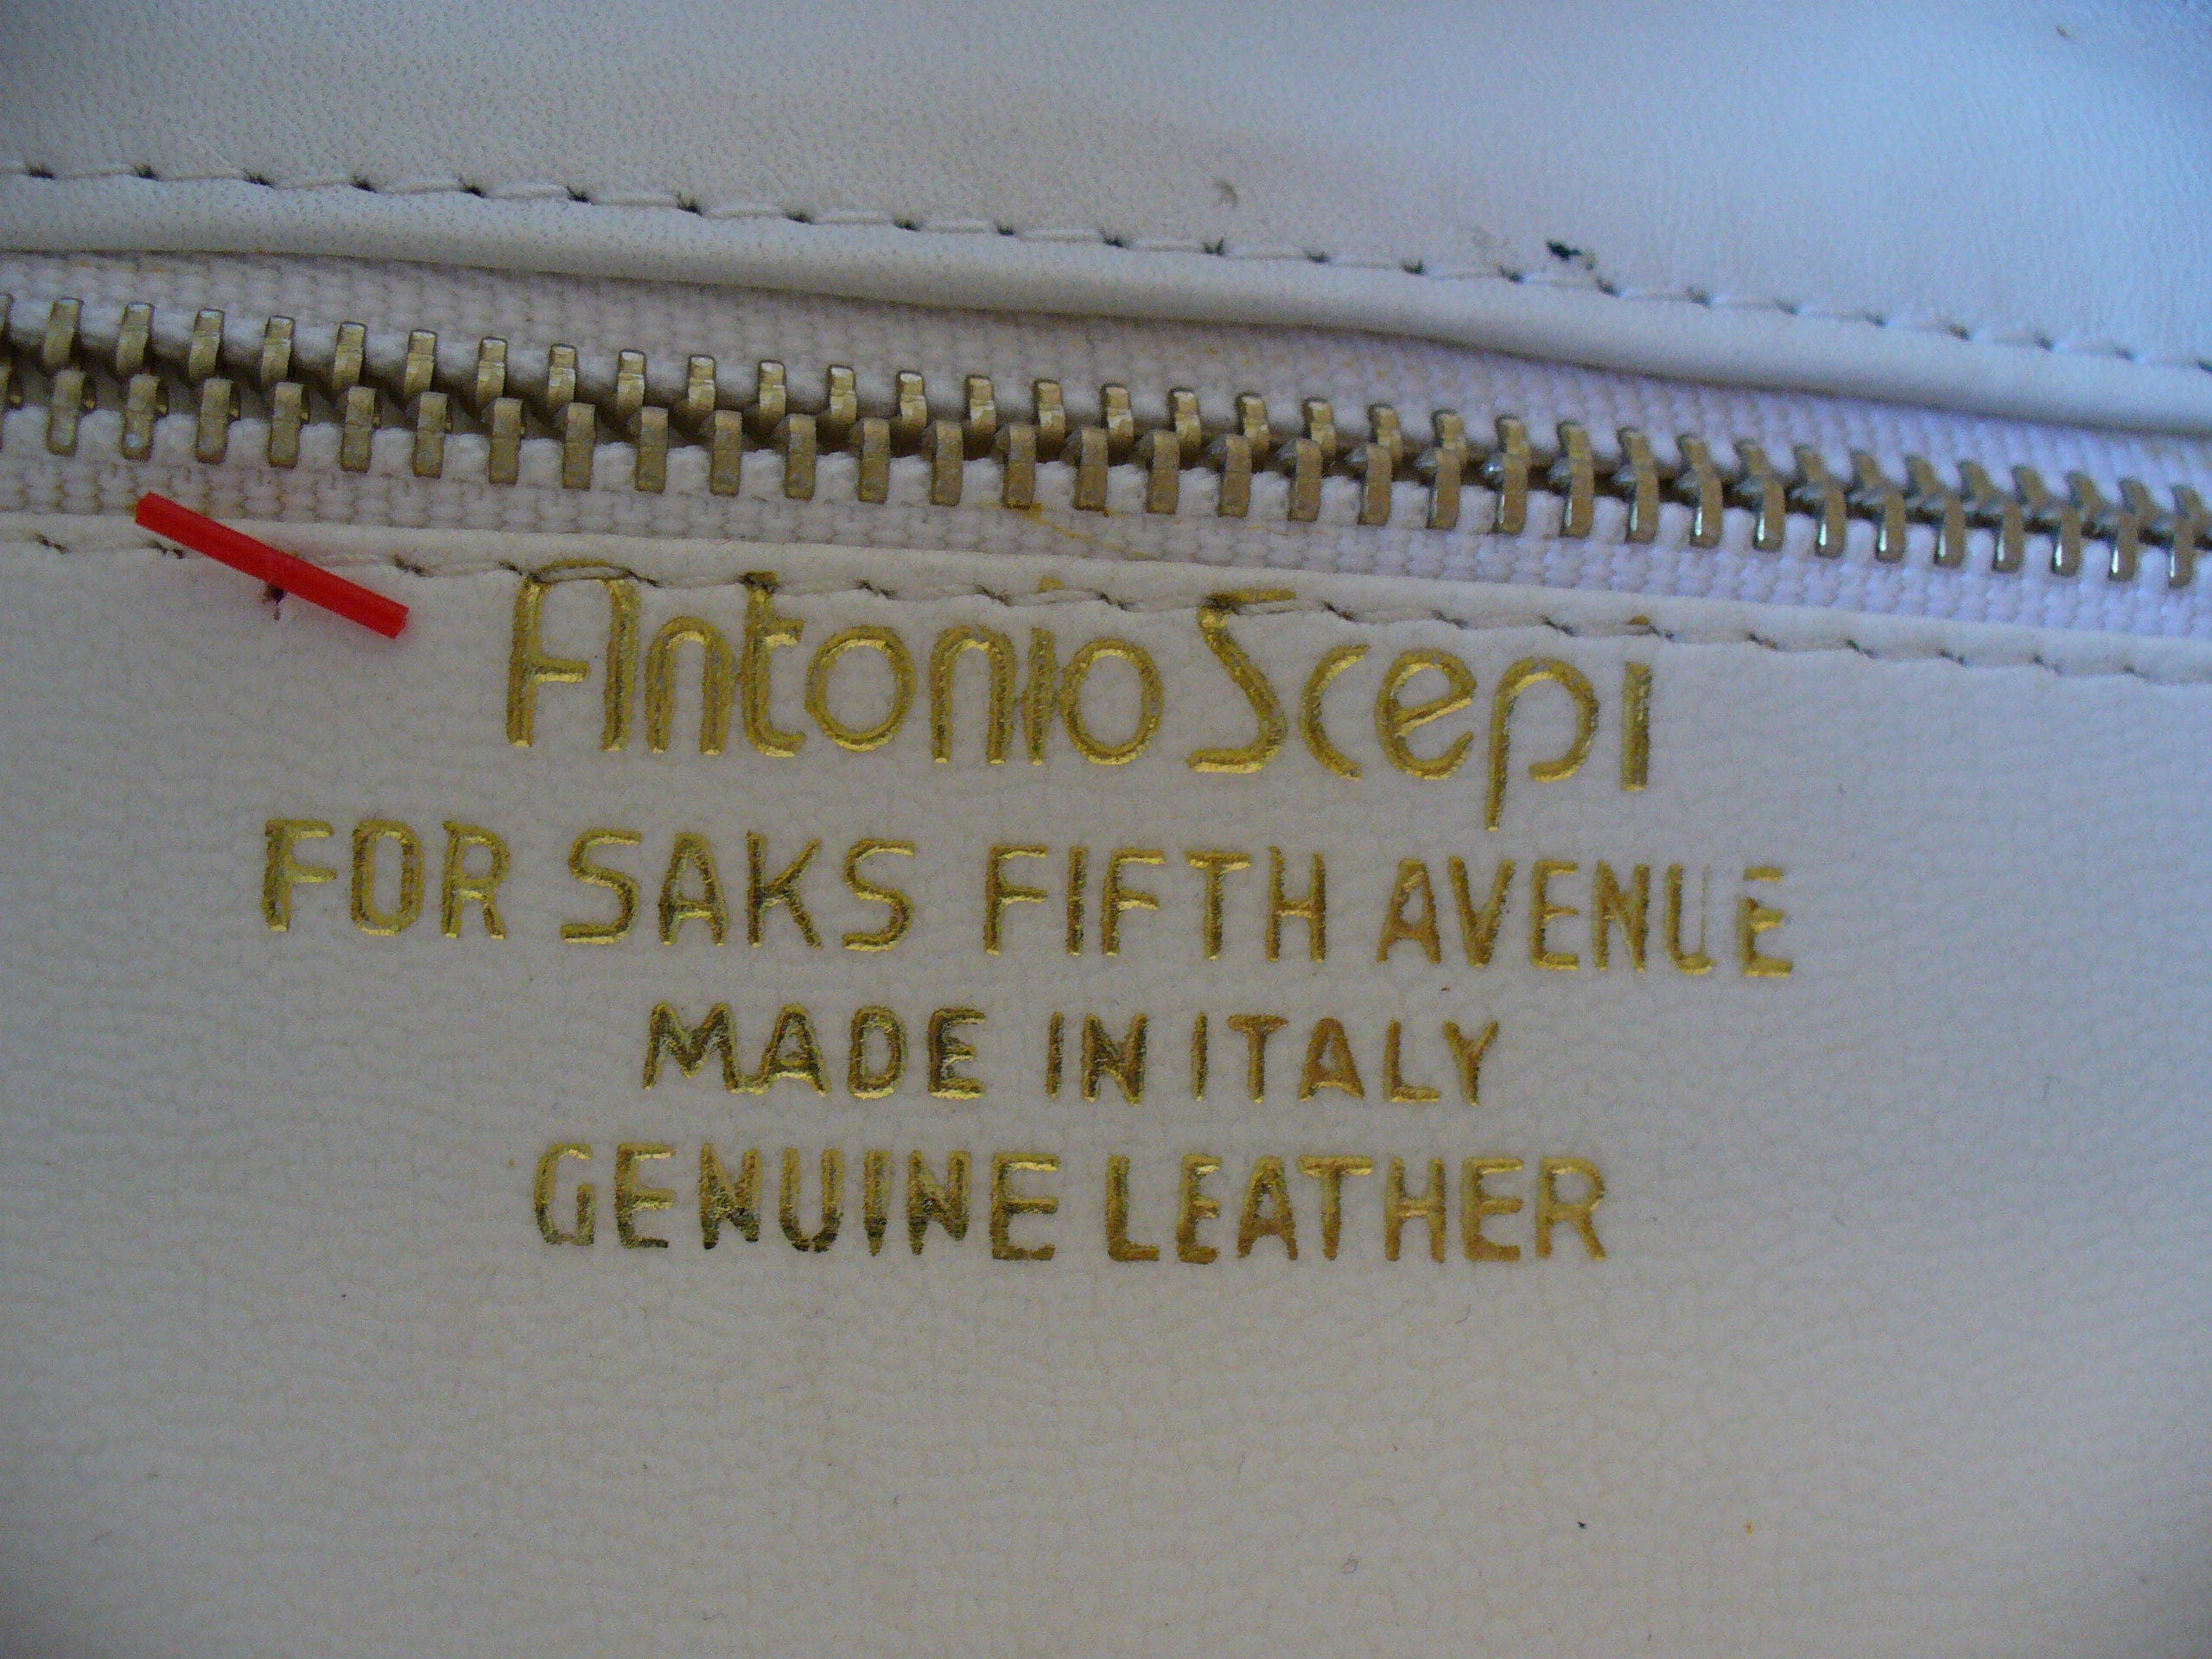 Antonio Scepi
FOR SAKS FIFTH AVENUE
MADE IN ITALY
GENUINE LEATHER